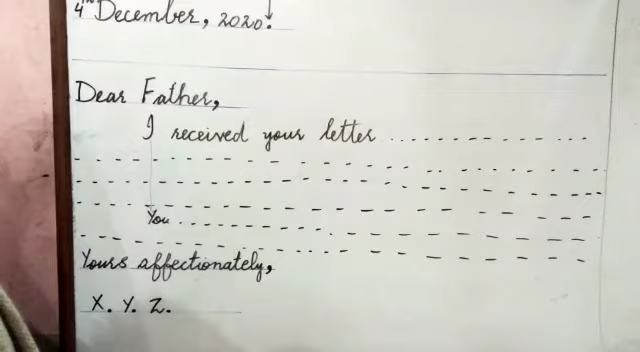 4th December, 2020.
Dear Father,
I received your letter ......................
You ..................
Yours affectionately,
X. Y. Z.